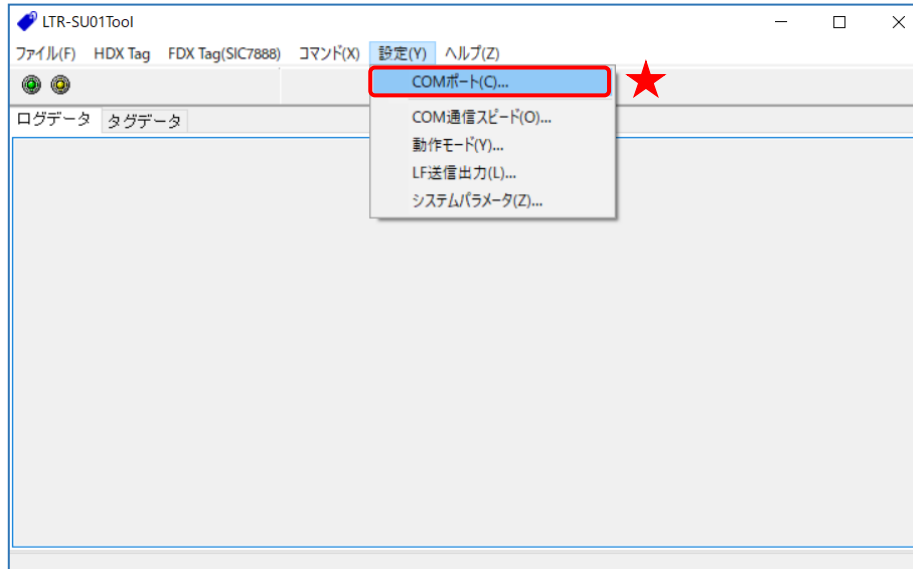 LTR-SU01Tool
ファイル(F) HDX Tag FDX Tag(SIC7888) コマンド(X) 設定(Y) ヘルプ(Z)
COMポート(C)...
ログデータ タグデータ
COM通信スピード(O)...
動作モード(Y)...
LF送信出力(L)...
システムパラメータ(Z)...